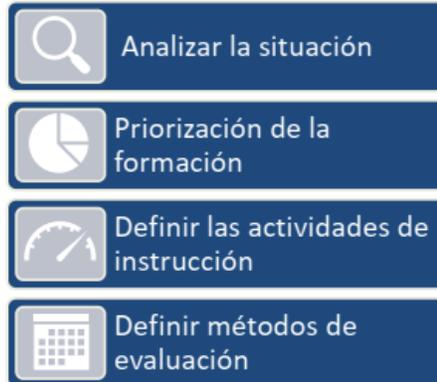 Analizar la situación
Priorización de la
formación
Definir las actividades de
instrucción
Definir métodos de
evaluación